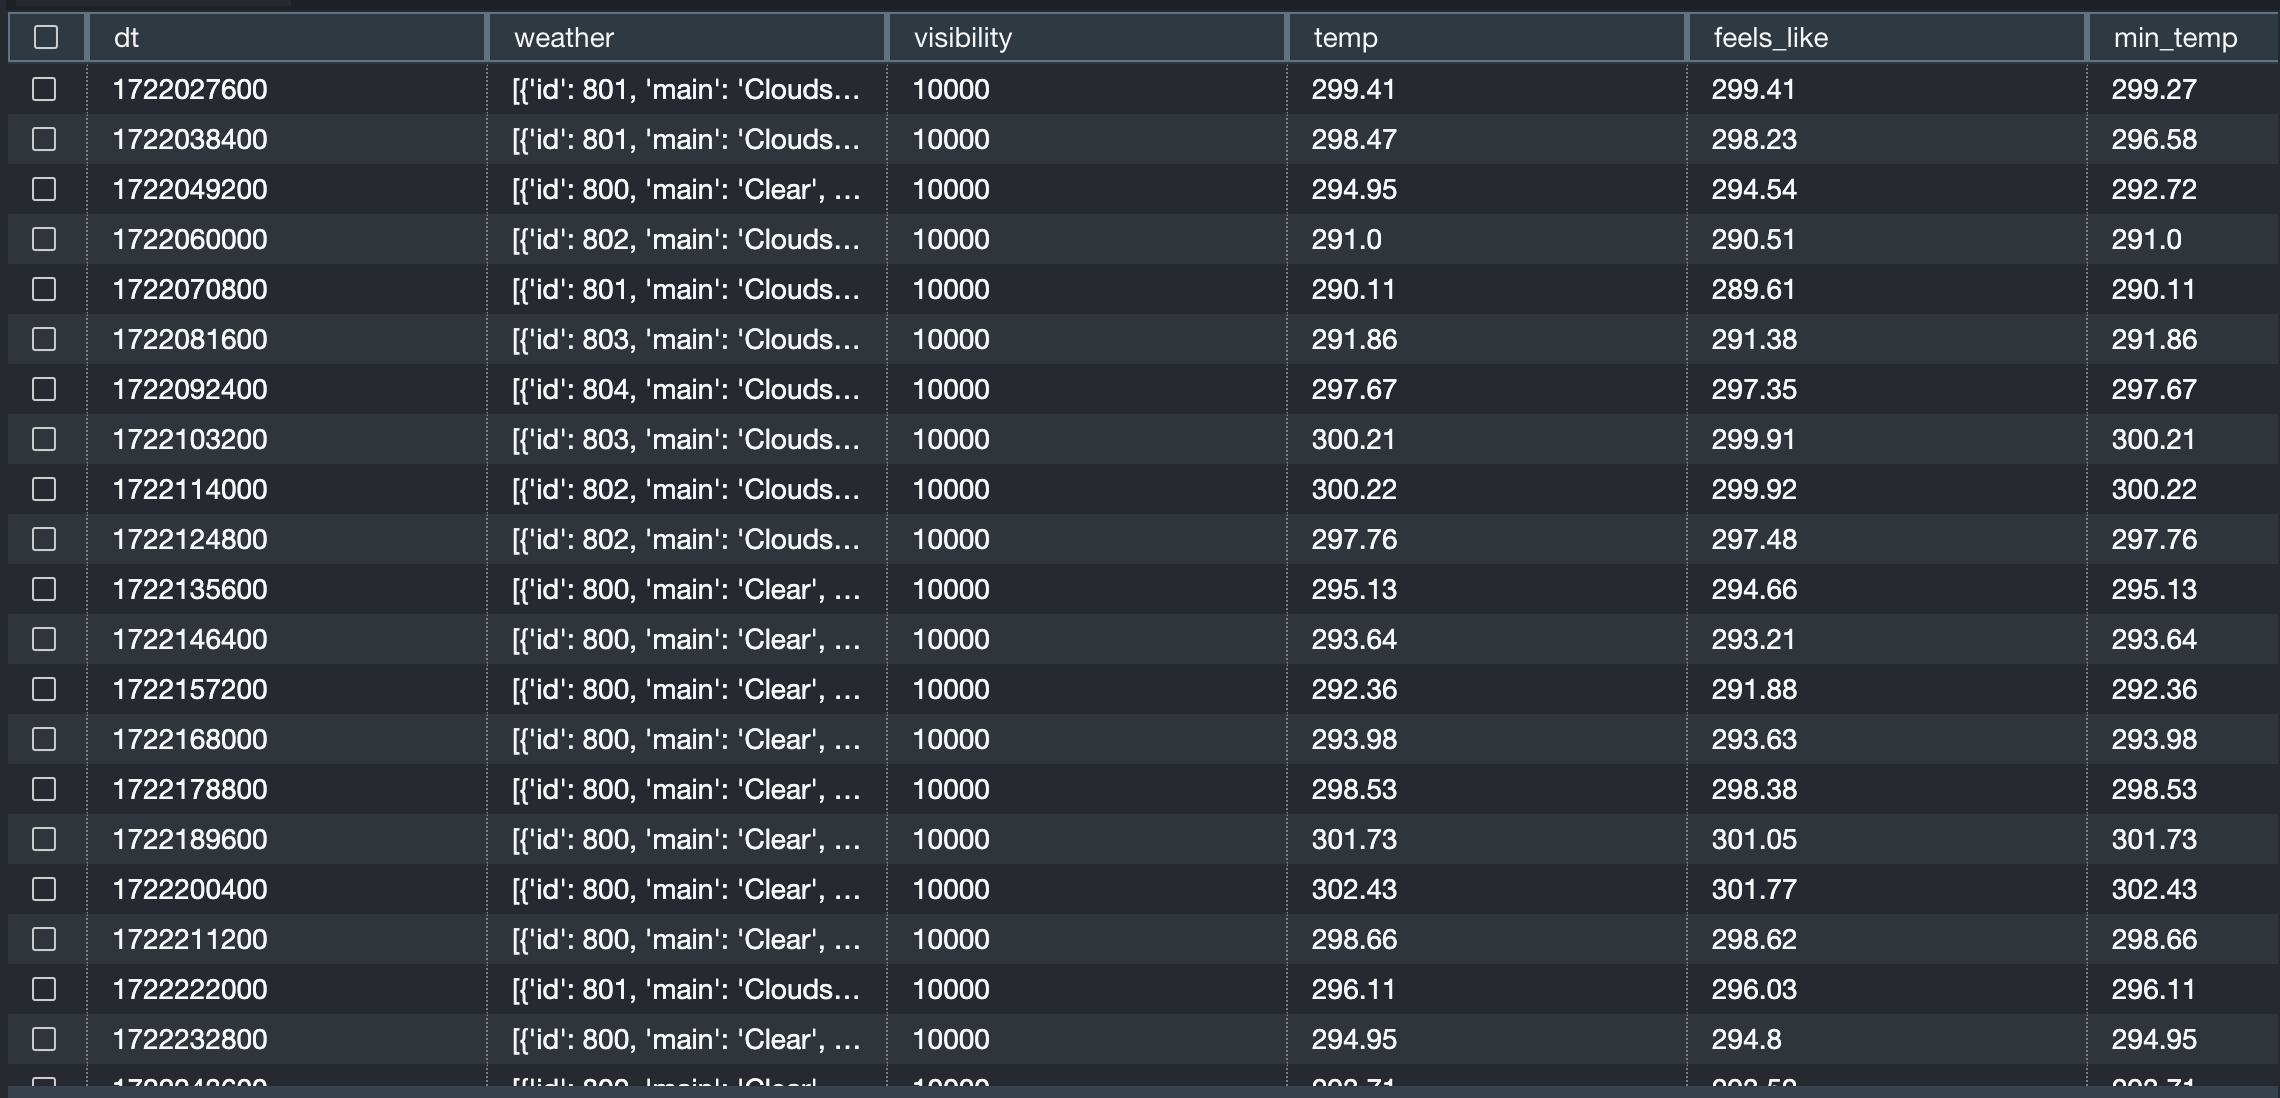 dt weather visibility temp feels_like min_temp
1722027600 [{'id': 801, 'main': 'Clouds... 10000 299.41 299.41 299.27
1722038400 [{'id': 801, 'main': 'Clouds... 10000 298.47 298.23 296.58
1722049200 [{'id': 800, 'main': 'Clear', ... 10000 294.95 294.54 292.72
1722060000 [{'id': 802, 'main': 'Clouds... 10000 291.0 290.51 291.0
1722070800 [{'id': 801, 'main': 'Clouds... 10000 290.11 289.61 290.11
1722081600 [{'id': 803, 'main': 'Clouds... 10000 291.86 291.38 291.86
1722092400 [{'id': 804, 'main': 'Clouds... 10000 297.67 297.35 297.67
1722103200 [{'id': 803, 'main': 'Clouds... 10000 300.21 299.91 300.21
1722114000 [{'id': 802, 'main': 'Clouds... 10000 300.22 299.92 300.22
1722124800 [{'id': 802, 'main': 'Clouds... 10000 297.76 297.48 297.76
1722135600 [{'id': 800, 'main': 'Clear', ... 10000 295.13 294.66 295.13
1722146400 [{'id': 800, 'main': 'Clear', ... 10000 293.64 293.21 293.64
1722157200 [{'id': 800, 'main': 'Clear', ... 10000 292.36 291.88 292.36
1722168000 [{'id': 800, 'main': 'Clear', ... 10000 293.98 293.63 293.98
1722178800 [{'id': 800, 'main': 'Clear', ... 10000 298.53 298.38 298.53
1722189600 [{'id': 800, 'main': 'Clear', ... 10000 301.73 301.05 301.73
1722200400 [{'id': 800, 'main': 'Clear', ... 10000 302.43 301.77 302.43
1722211200 [{'id': 800, 'main': 'Clear', ... 10000 298.66 298.62 298.66
1722222000 [{'id': 801, 'main': 'Clouds... 10000 296.11 296.03 296.11
1722232800 [{'id': 800, 'main': 'Clear', ... 10000 294.95 294.8 294.95